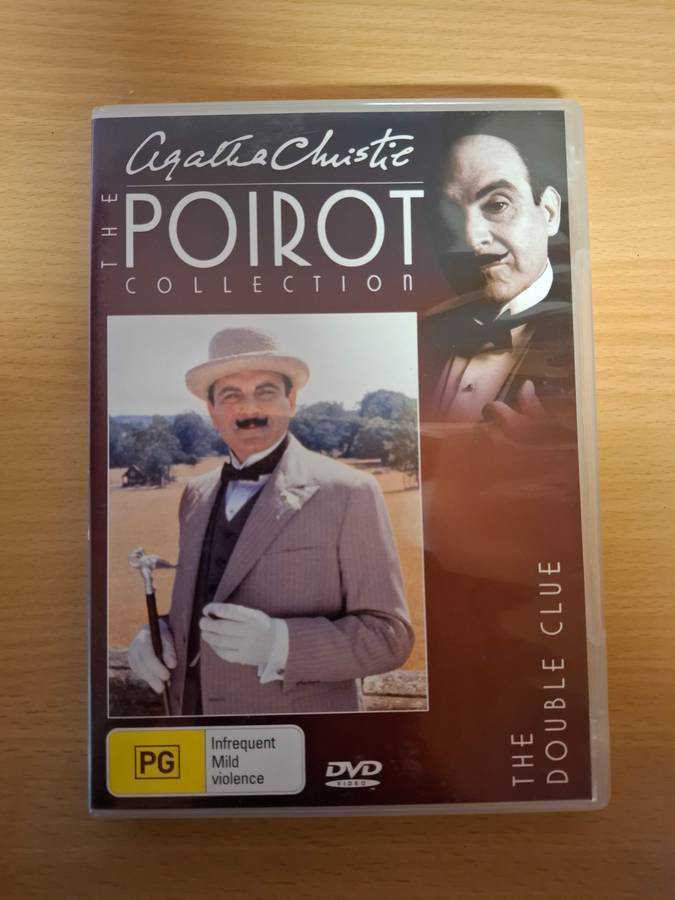 Agatha Christie
THE
POIROT
COLLECTION
THE
DOUBLE CLUE
PG
Infrequent
Mild
violence
DVD
VIDEO